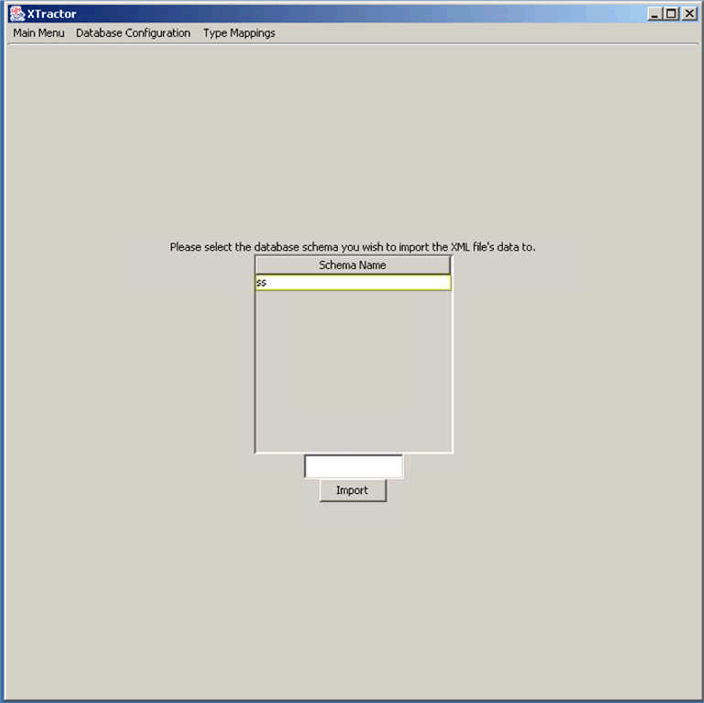 XTractor
Main Menu Database Configuration Type Mappings
Please select the database schema you wish to import the XML file's data to.
Schema Name
ss
Import